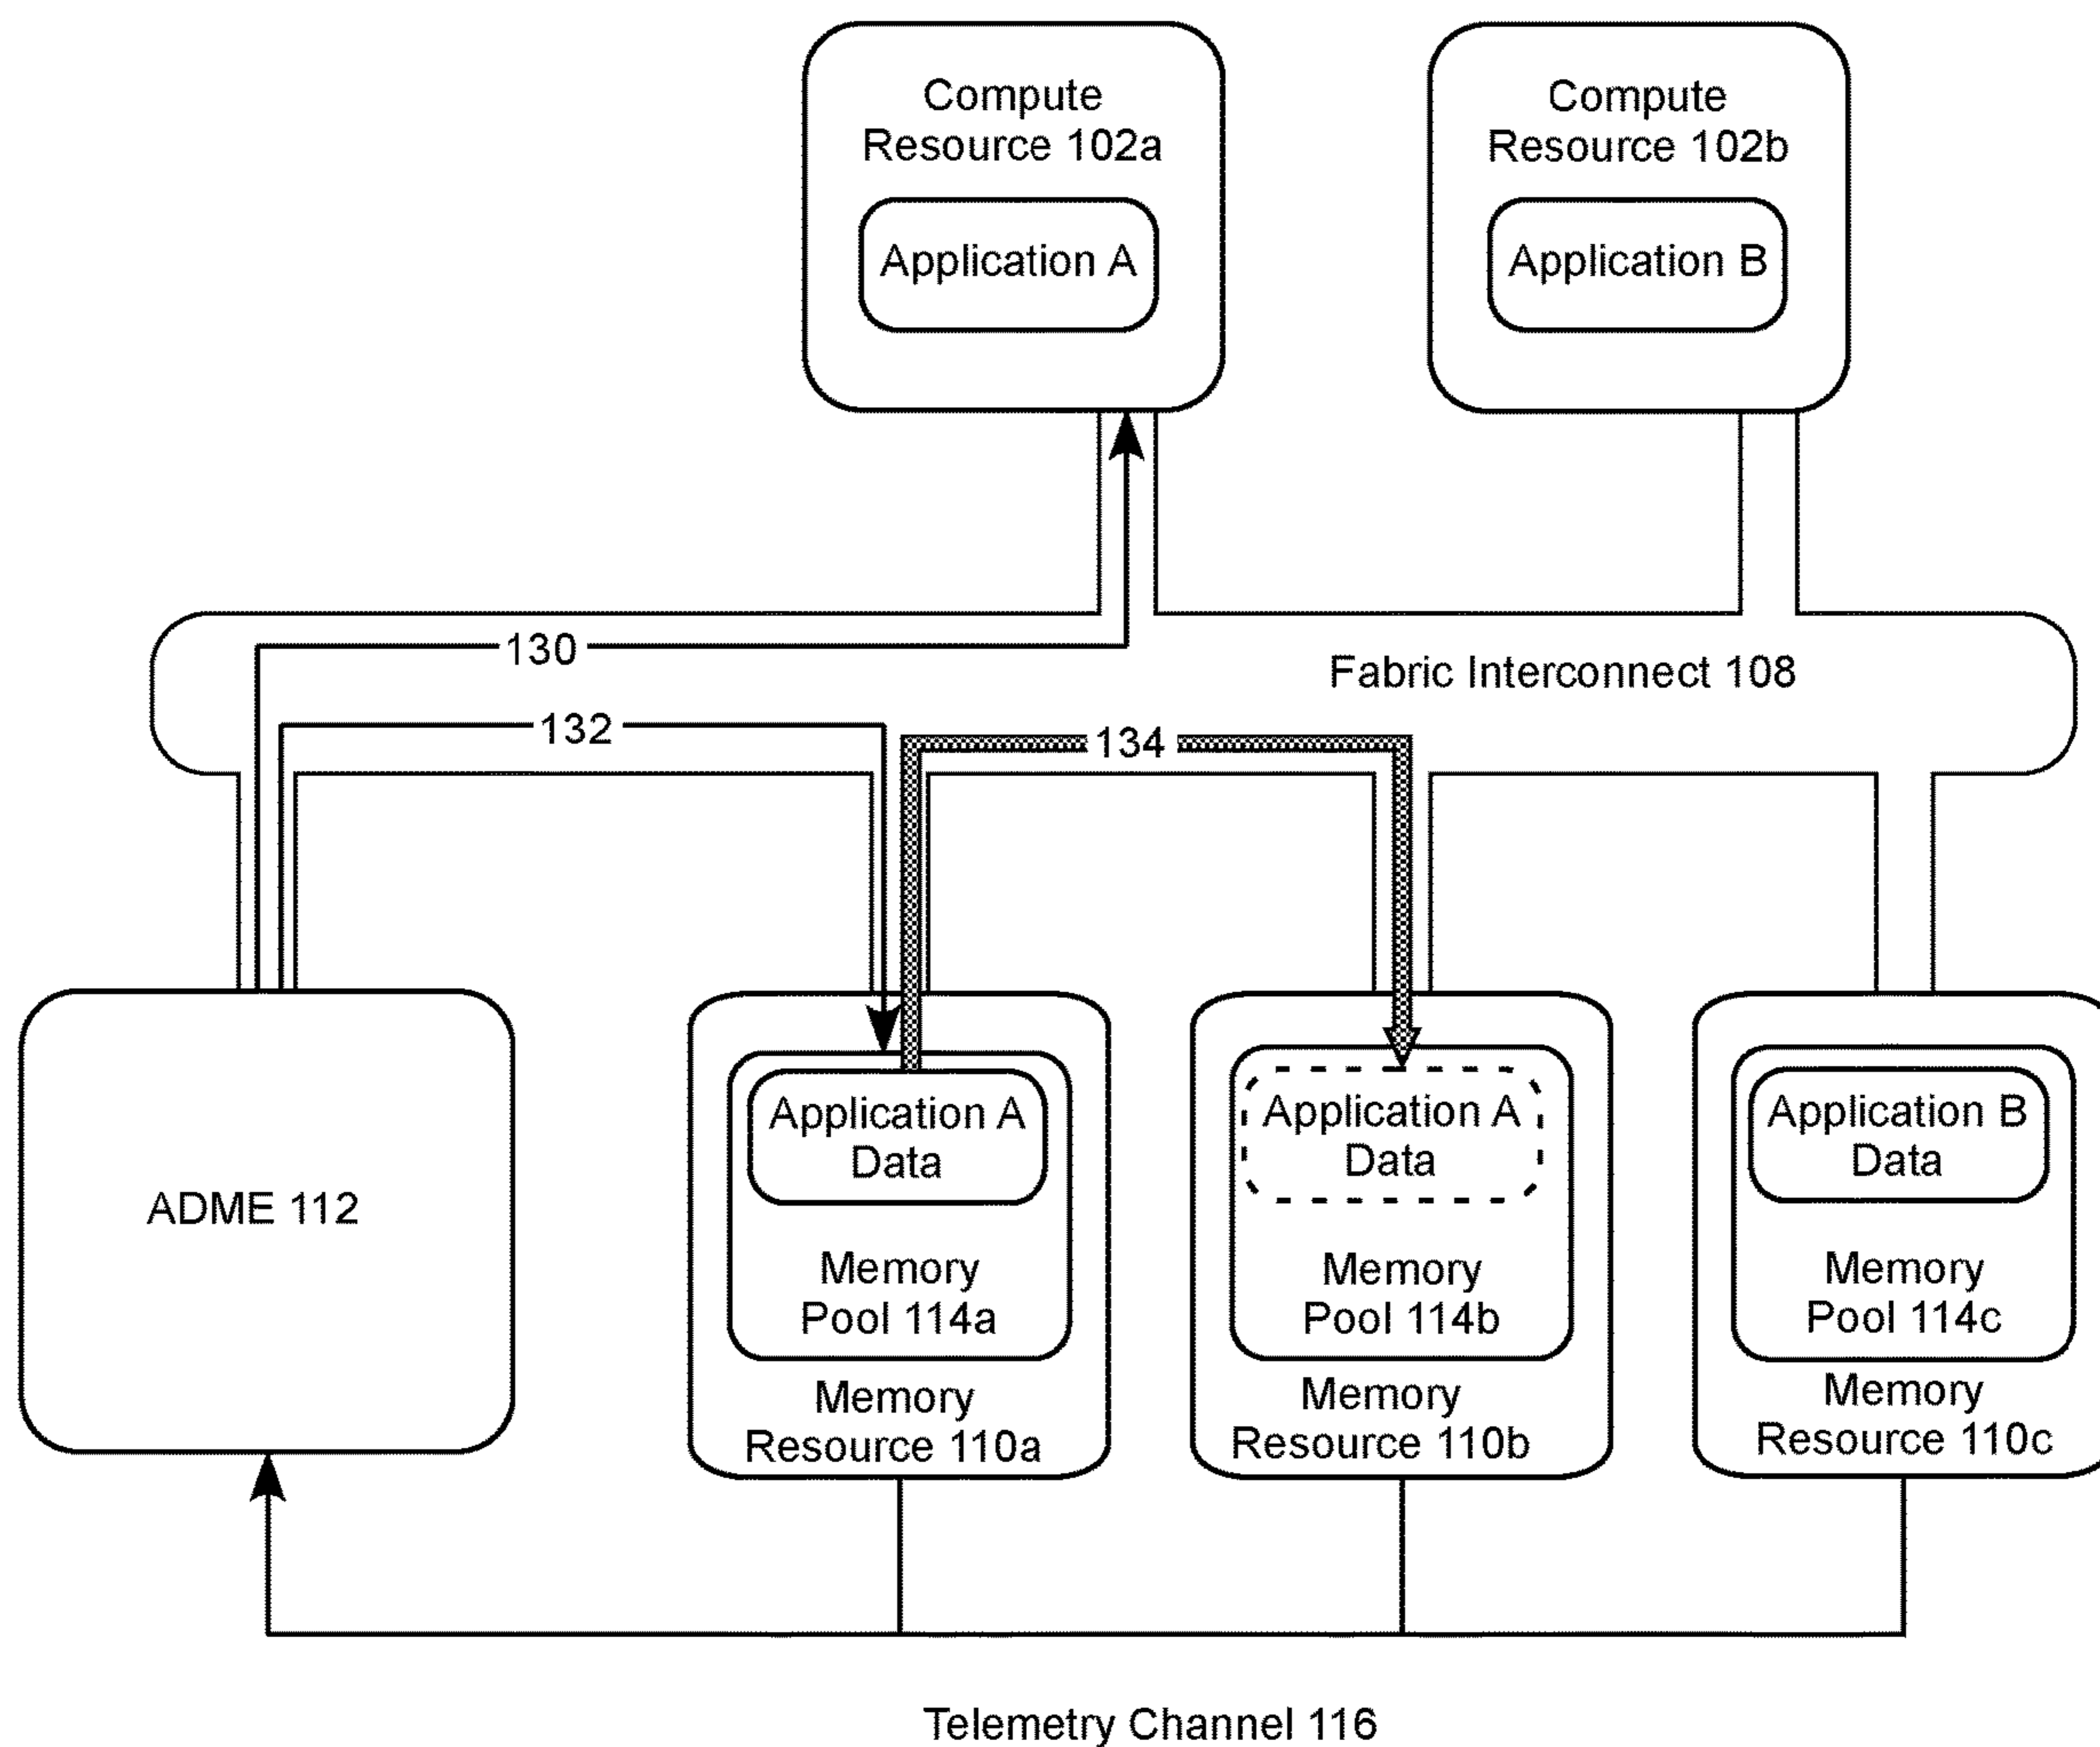 Compute
Resource 102a
Application A
Compute
Resource 102b
Application B
130
Fabric Interconnect 108
132
134
ADME 112
Application A
Data
Memory
Pool 114a
Memory
Resource 110a
Application A
Data
Memory
Pool 114b
Memory
Resource 110b
Application B
Data
Memory
Pool 114c
Memory
Resource 110c
Telemetry Channel 116